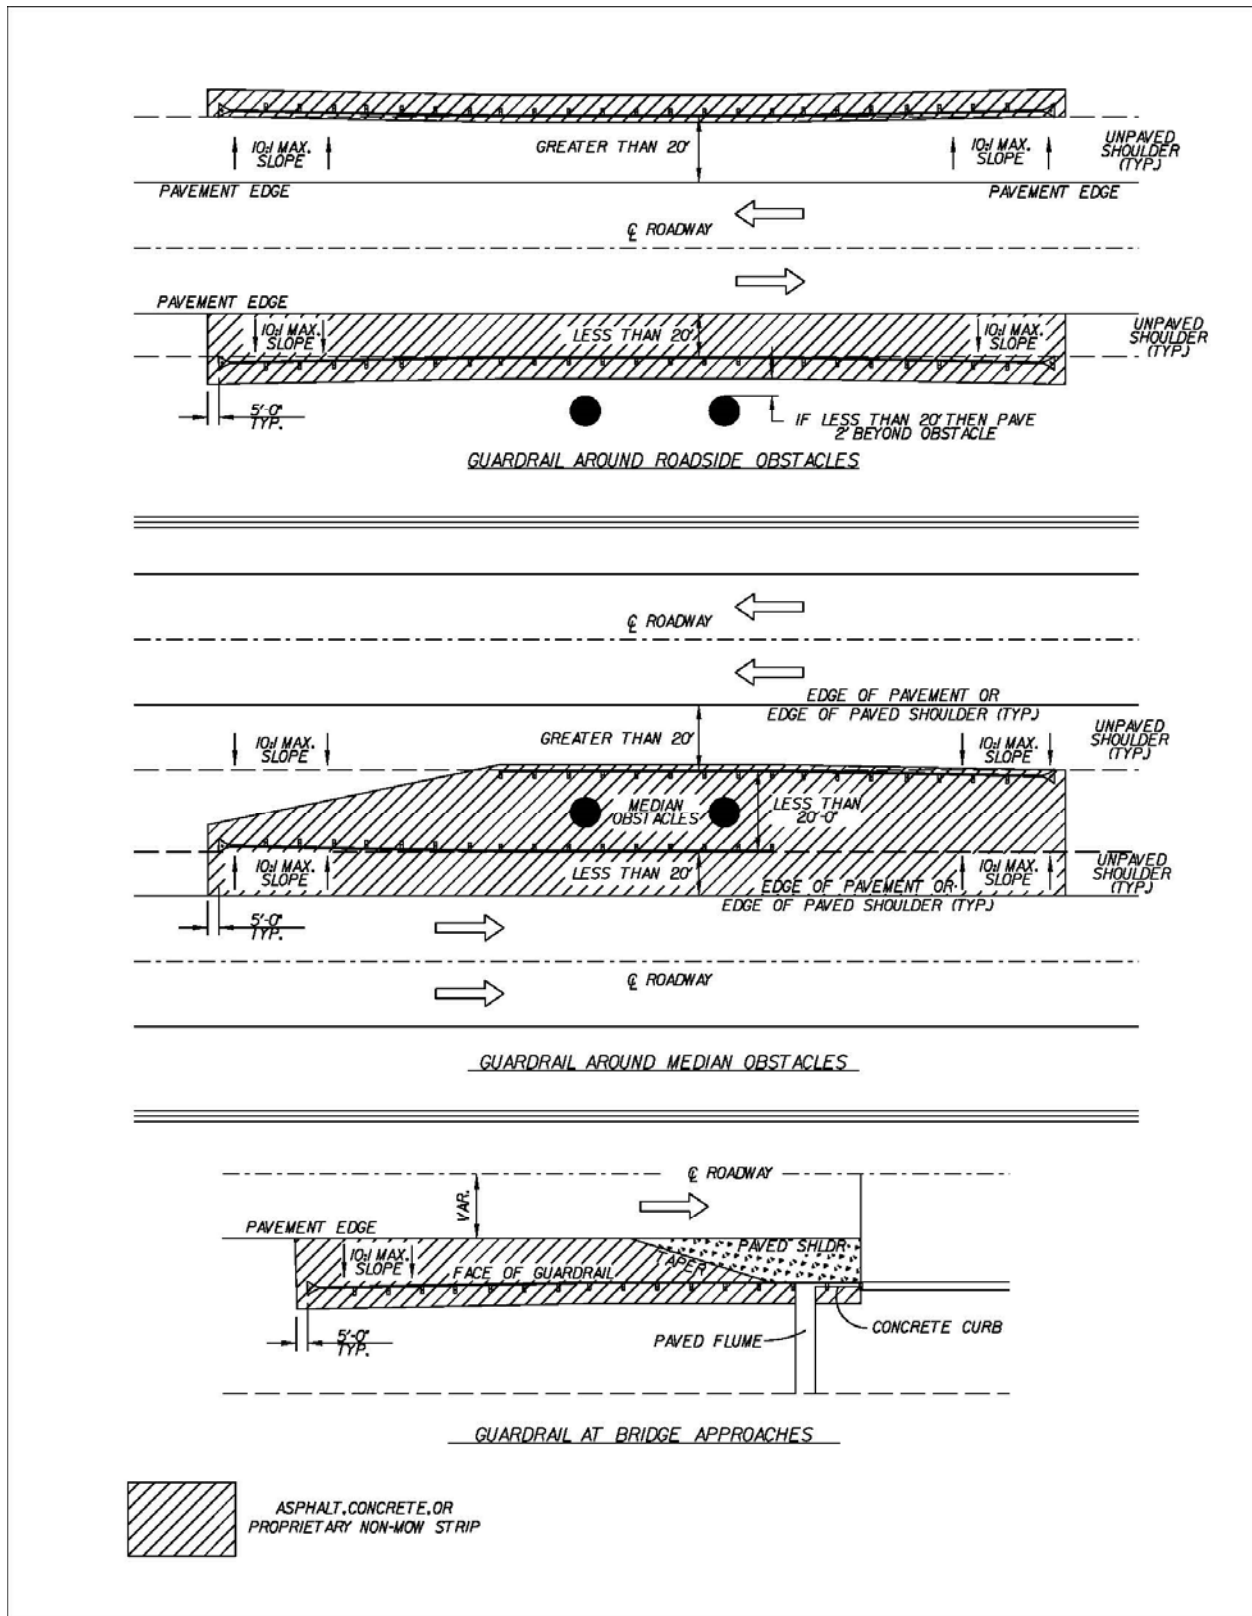 GREATER THAN 20'
10:1 MAX.
SLOPE
10:1 MAX.
SLOPE
UNPAVED
SHOULDER
(TYP.)
PAVEMENT EDGE
PAVEMENT EDGE
℄ ROADWAY
PAVEMENT EDGE
10:1 MAX.
SLOPE
LESS THAN 20'
10:1 MAX.
SLOPE
UNPAVED
SHOULDER
(TYP.)
5'-0"
TYP.
IF LESS THAN 20' THEN PAVE
2' BEYOND OBSTACLE
GUARDRAIL AROUND ROADSIDE OBSTACLES
℄ ROADWAY
EDGE OF PAVEMENT OR
EDGE OF PAVED SHOULDER (TYP.)
10:1 MAX.
SLOPE
GREATER THAN 20'
10:1 MAX.
SLOPE
UNPAVED
SHOULDER
(TYP.)
MEDIAN
OBSTACLES
LESS THAN
20'-0"
10:1 MAX.
SLOPE
LESS THAN 20'
10:1 MAX.
SLOPE
UNPAVED
SHOULDER
(TYP.)
EDGE OF PAVEMENT OR
EDGE OF PAVED SHOULDER (TYP.)
5'-0"
TYP.
℄ ROADWAY
GUARDRAIL AROUND MEDIAN OBSTACLES
℄ ROADWAY
VAR.
PAVEMENT EDGE
10:1 MAX.
SLOPE
PAVED SHLDR
TAPER
FACE OF GUARDRAIL
5'-0"
TYP.
PAVED FLUME
CONCRETE CURB
GUARDRAIL AT BRIDGE APPROACHES
ASPHALT, CONCRETE, OR
PROPRIETARY NON-MOW STRIP